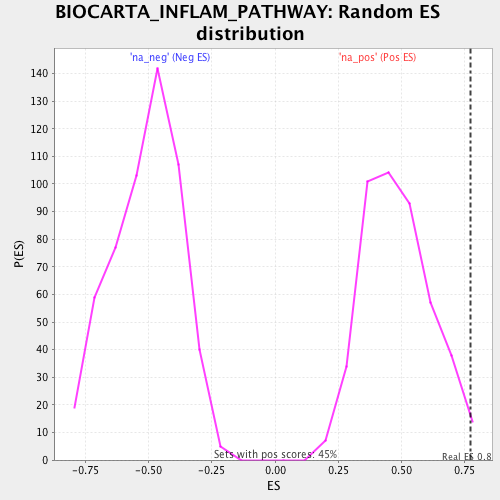 BIOCARTA_INFLAM_PATHWAY: Random ES
distribution
'na_neg' (Neg ES)
'na_pos' (Pos ES)
140
130
120
110
100
90
80
70
60
50
40
30
20
10
0
P(ES)
Sets with pos scores: 45%
Real ES 0.8
-0.75 -0.50 -0.25 0.00 0.25 0.50 0.75
ES